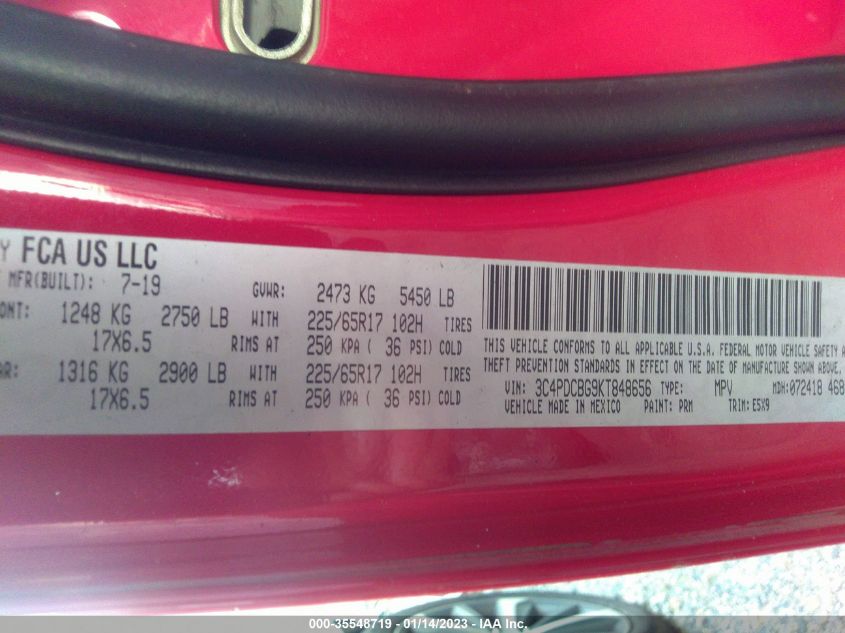 Y FCA US LLC
MFR(BUILT): 7-19 GVWR: 2473 KG 5450 LB
ONT: 1248 KG 2750 LB WITH 225/65R17 102H TIRES
17X6.5 RIMS AT 250 KPA ( 36 PSI) COLD
AR: 1316 KG 2900 LB WITH 225/65R17 102H TIRES
17X6.5 RIMS AT 250 KPA ( 36 PSI) COLD
THIS VEHICLE CONFORMS TO ALL APPLICABLE U.S.A. FEDERAL MOTOR VEHICLE SAFETY A
THEFT PREVENTION STANDARDS IN EFFECT ON THE DATE OF MANUFACTURE SHOWN ABOVE.
VIN: 3C4PDCBG9KT848656 TYPE: MPV MDH:072418 468
VEHICLE MADE IN MEXICO PAINT: PRM TRIM: E5X9
000-35548719 - 01/14/2023 - IAA Inc.